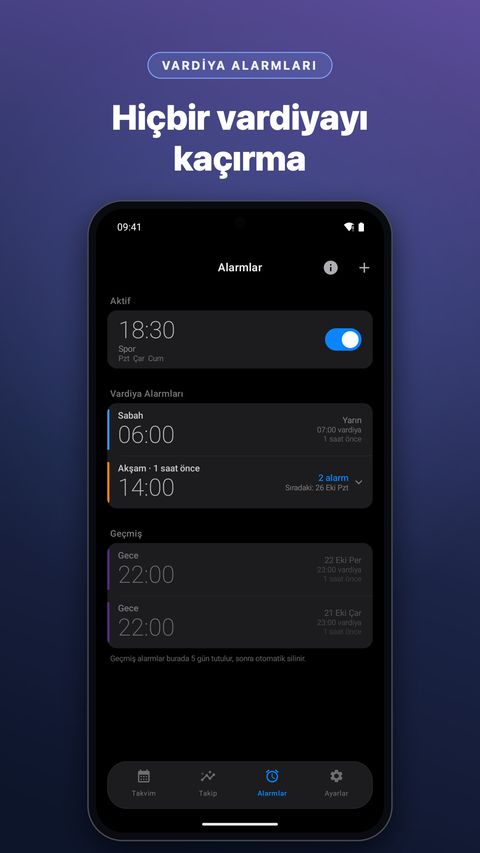 VARDİYA ALARMLARI
Hiçbir vardiyayı
kaçırma
09:41
Alarmlar
Aktif
18:30
Spor
Pzt Çar Cum
Vardiya Alarmları
Sabah
06:00
Yarın
07:00 vardiya
1 saat önce
Akşam · 1 saat önce
14:00
2 alarm
Sıradaki: 26 Eki Pzt
Geçmiş
Gece
22:00
22 Eki Per
23:00 vardiya
1 saat önce
Gece
22:00
21 Eki Çar
23:00 vardiya
1 saat önce
Geçmiş alarmlar burada 5 gün tutulur, sonra otomatik silinir.
Takvim
Takip
Alarmlar
Ayarlar